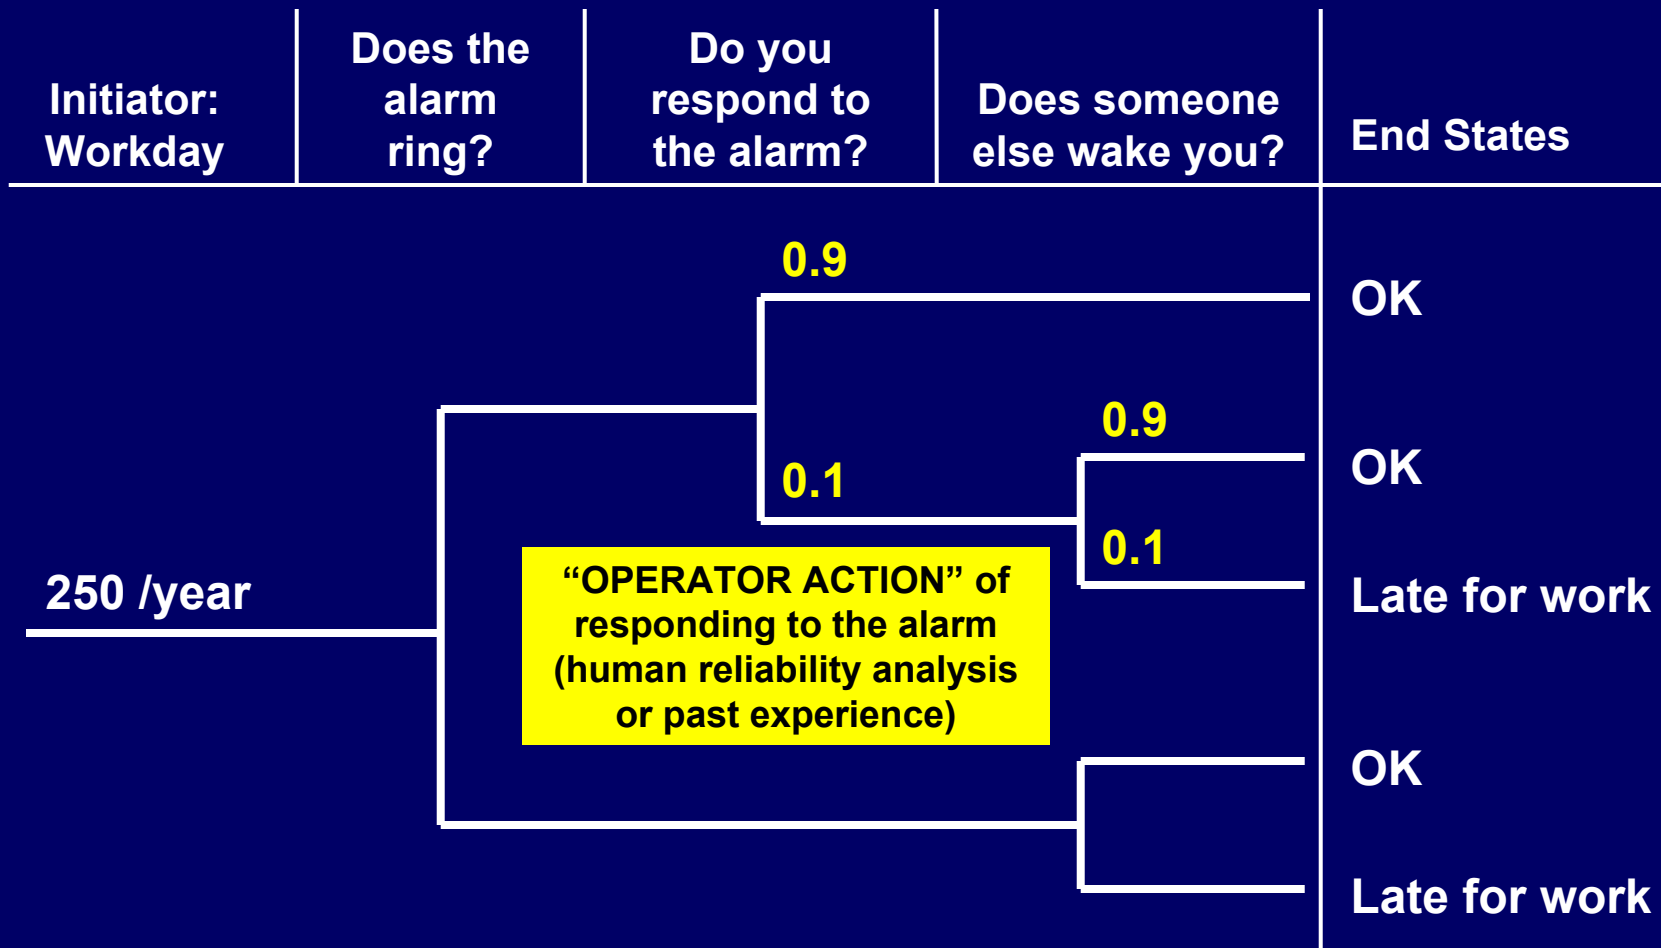 Initiator:
Workday
Does the
alarm
ring?
Do you
respond to
the alarm?
Does someone
else wake you?
End States
0.9
OK
0.9
OK
0.1
0.1
Late for work
250 /year
“OPERATOR ACTION” of
responding to the alarm
(human reliability analysis
or past experience)
OK
Late for work